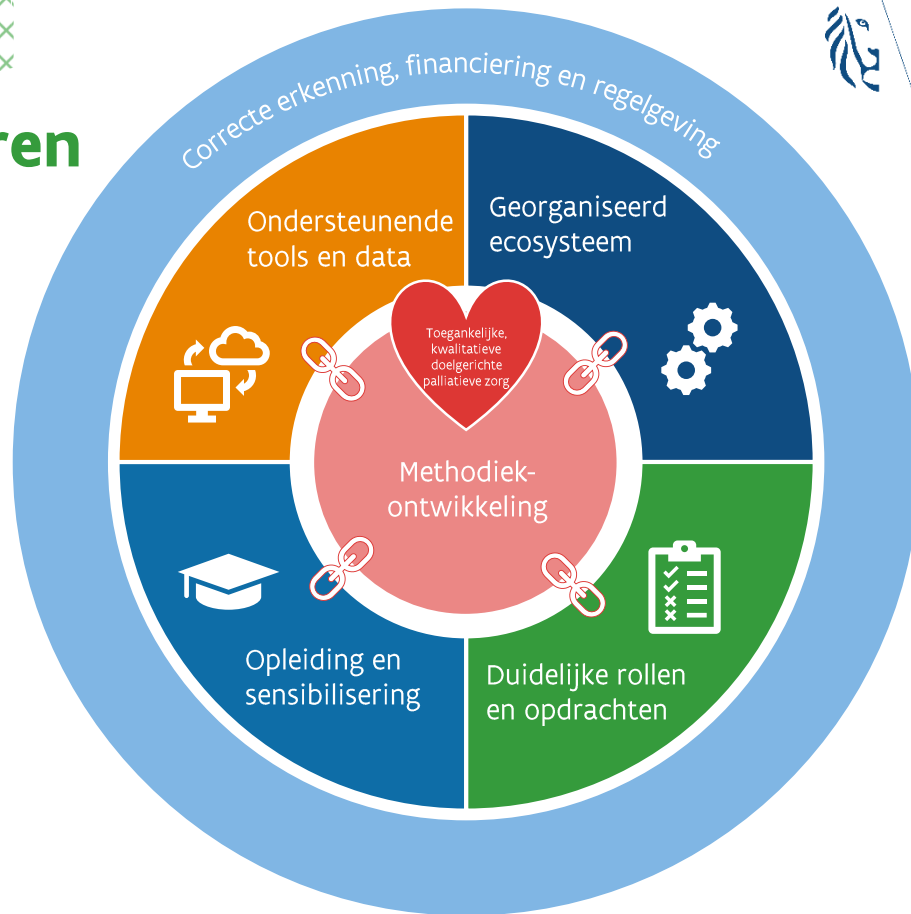 ren
Correcte erkenning, financiering en regelgeving
Ondersteunende
tools en data
Georganiseerd
ecosysteem
Toegankelijke,
kwalitatieve
doelgerichte
palliatieve zorg
Methodiek-
ontwikkeling
Opleiding en
sensibilisering
Duidelijke rollen
en opdrachten